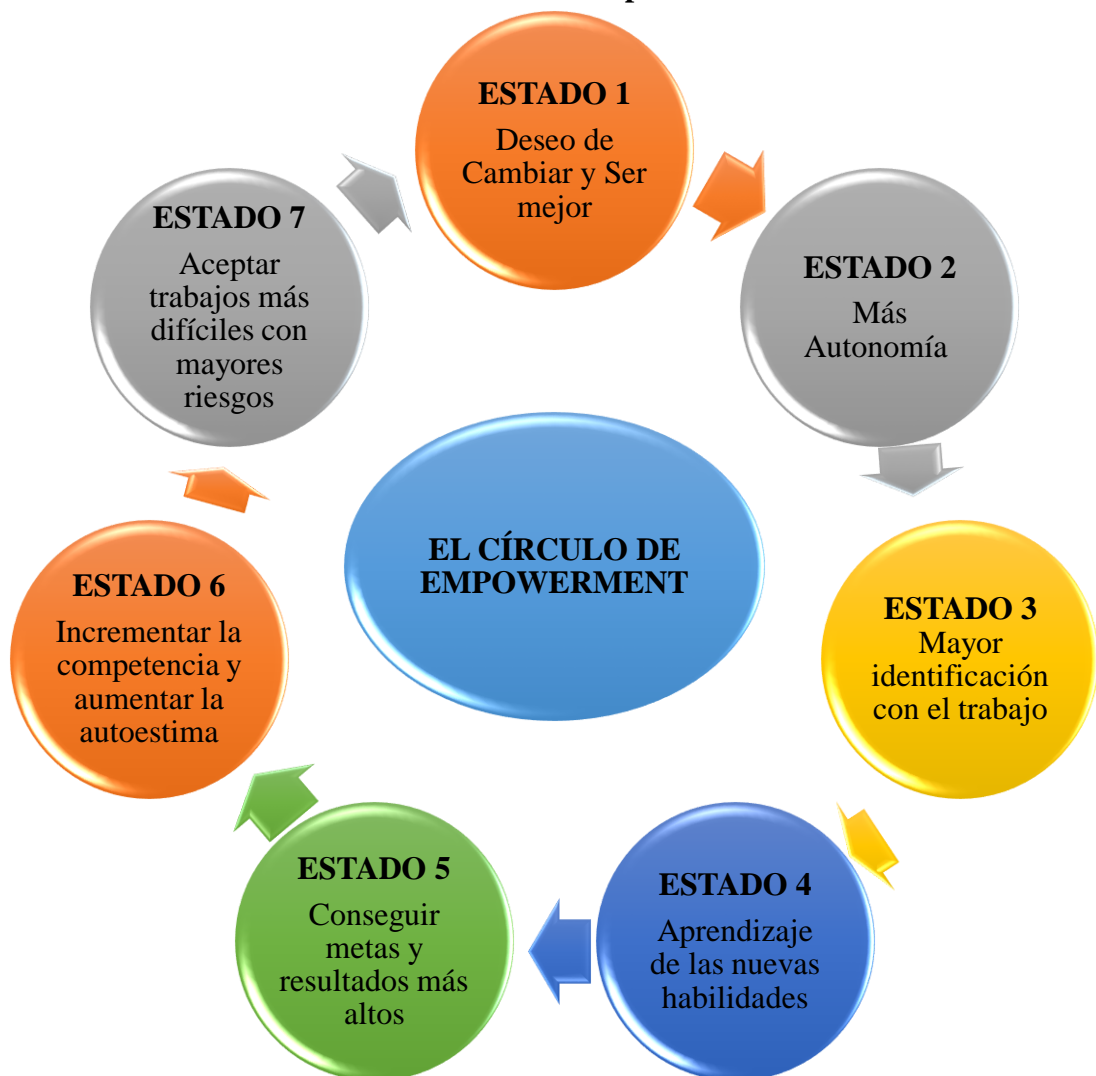 ESTADO 1
Deseo de
Cambiar y Ser
mejor
ESTADO 2
Más
Autonomía
ESTADO 3
Mayor
identificación
con el trabajo
ESTADO 4
Aprendizaje
de las nuevas
habilidades
ESTADO 5
Conseguir
metas y
resultados más
altos
ESTADO 6
Incrementar la
competencia y
aumentar la
autoestima
ESTADO 7
Aceptar
trabajos más
difíciles con
mayores
riesgos
EL CÍRCULO DE
EMPOWERMENT